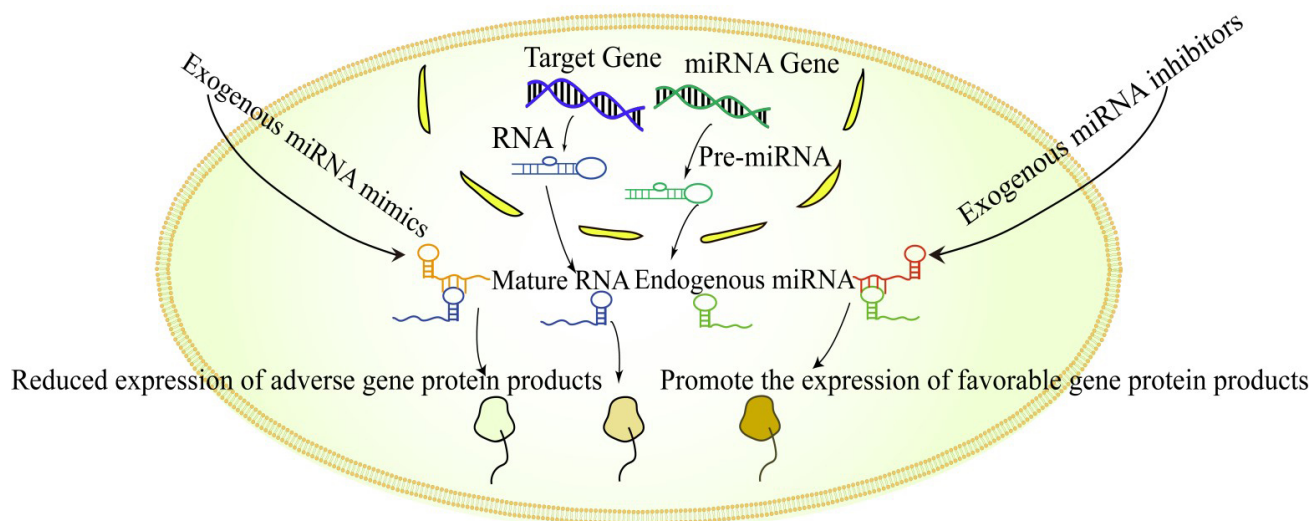 Target Gene
miRNA Gene
Exogenous miRNA mimics
Exogenous miRNA inhibitors
RNA
Pre-miRNA
Mature RNA
Endogenous miRNA
Reduced expression of adverse gene protein products
Promote the expression of favorable gene protein products